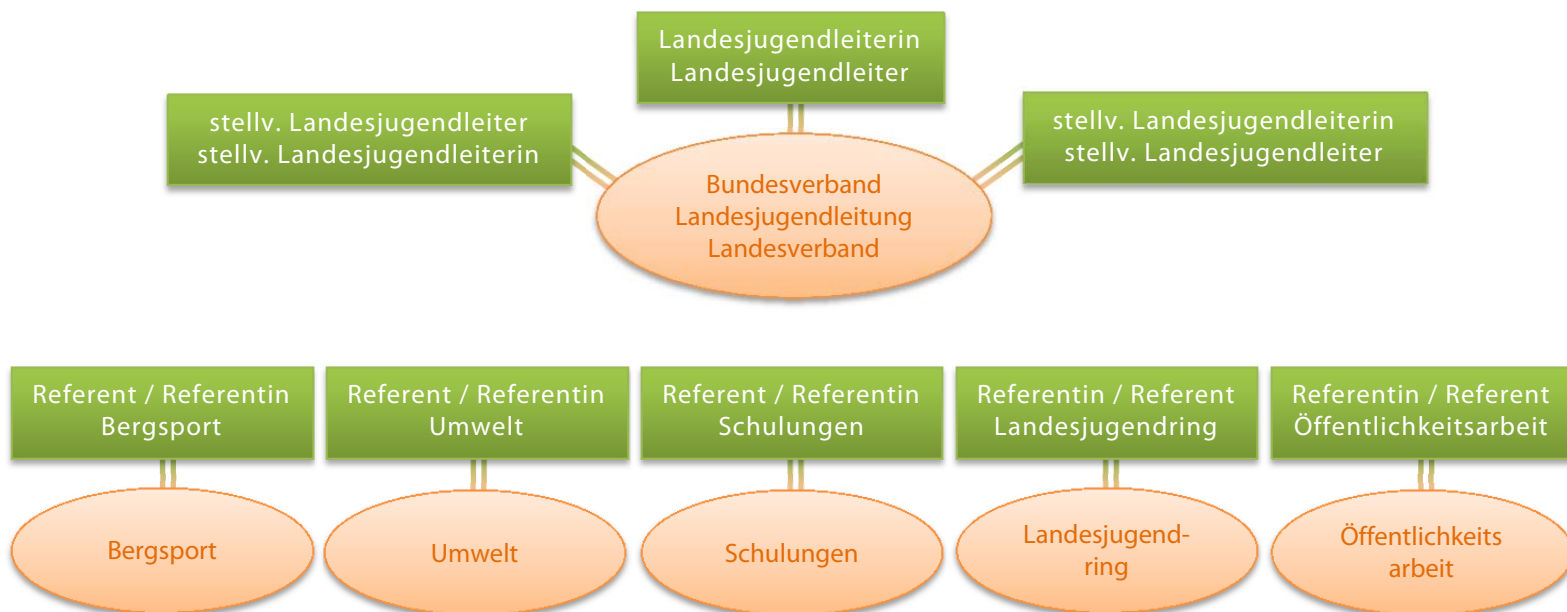 Landesjugendleiterin
Landesjugendleiter
stellv. Landesjugendleiter
stellv. Landesjugendleiterin
stellv. Landesjugendleiterin
stellv. Landesjugendleiter
Bundesverband
Landesjugendleitung
Landesverband
Referent / Referentin
Bergsport
Referent / Referentin
Umwelt
Referent / Referentin
Schulungen
Referentin / Referent
Landesjugendring
Referentin / Referent
Öffentlichkeitsarbeit
Bergsport
Umwelt
Schulungen
Landesjugend-
ring
Öffentlichkeits
arbeit